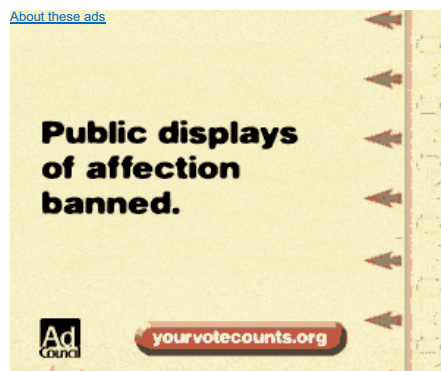 About these ads
Public displays
of affection
banned.
Ad
Council
yourvotecounts.org